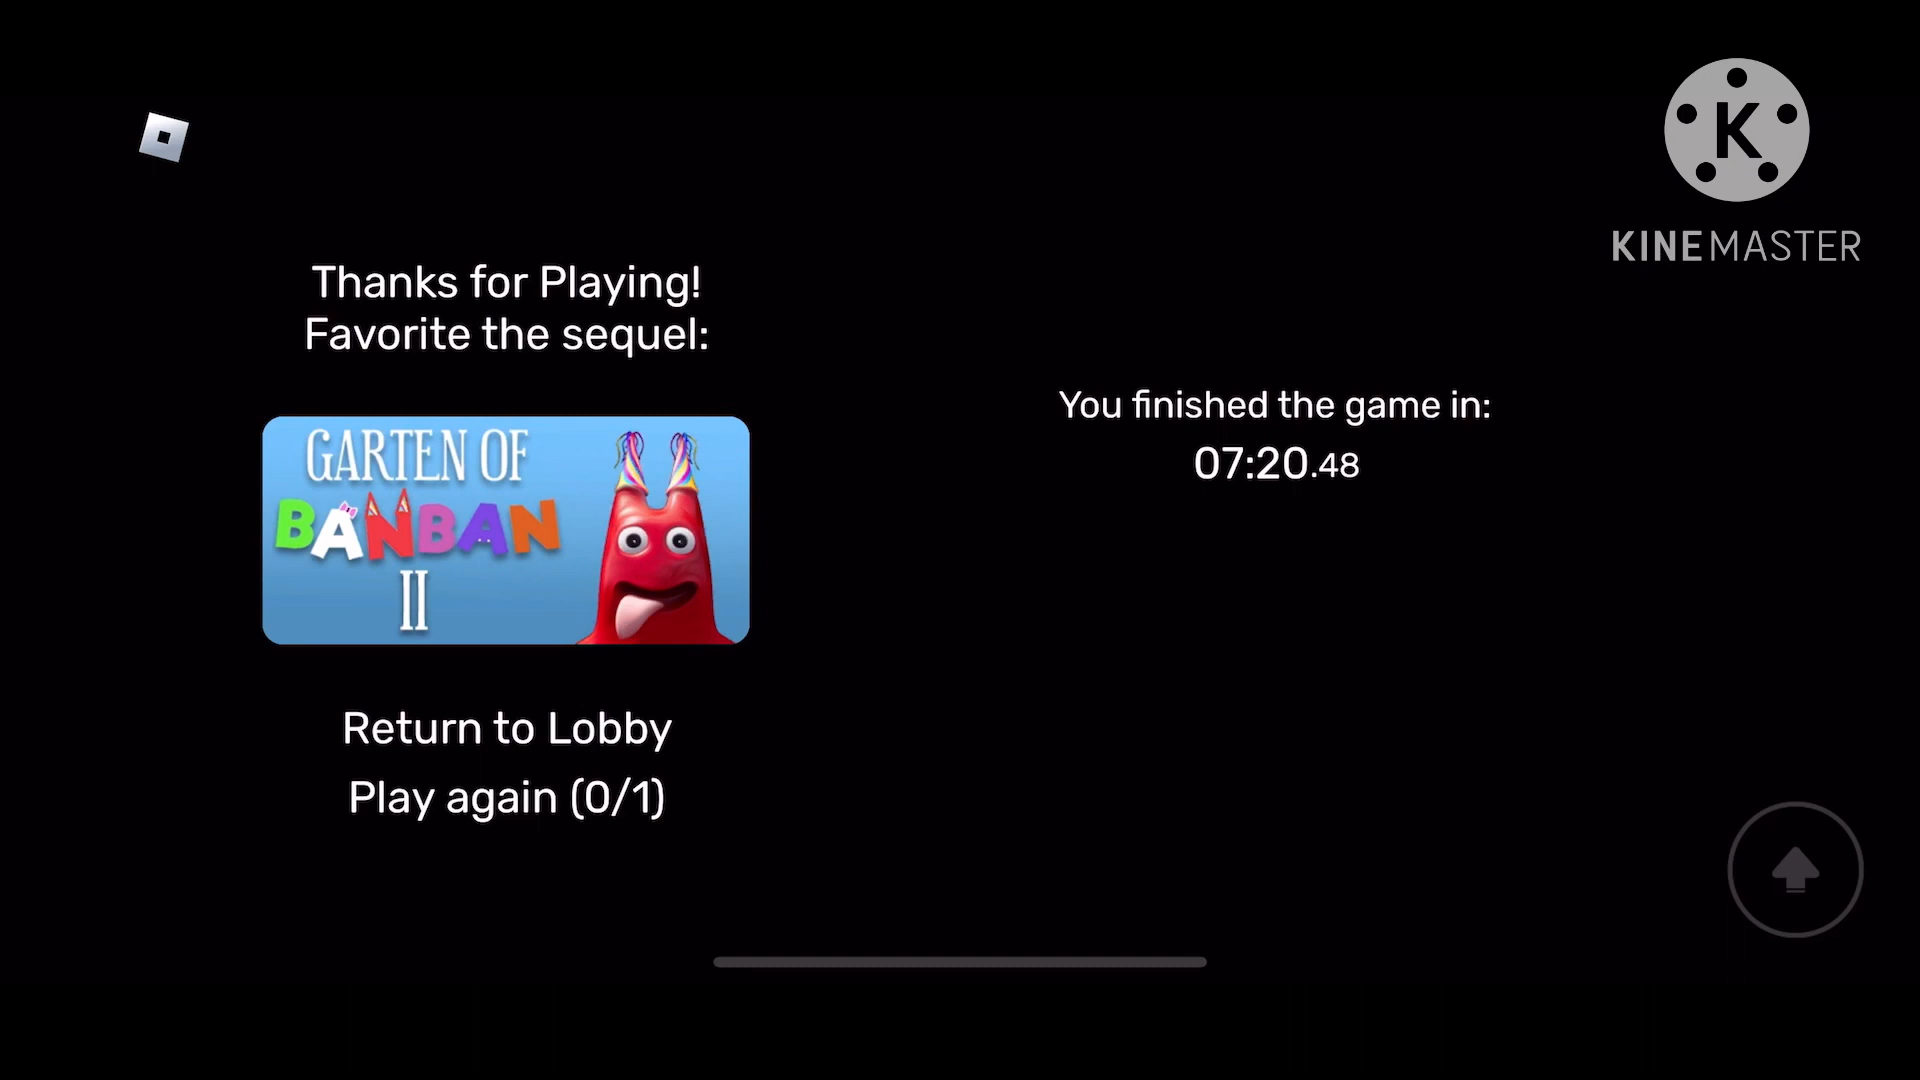 K
KINEMASTER
Thanks for Playing!
Favorite the sequel:
GARTEN OF
BANBAN
II
Return to Lobby
Play again (0/1)
You finished the game in:
07:20.48